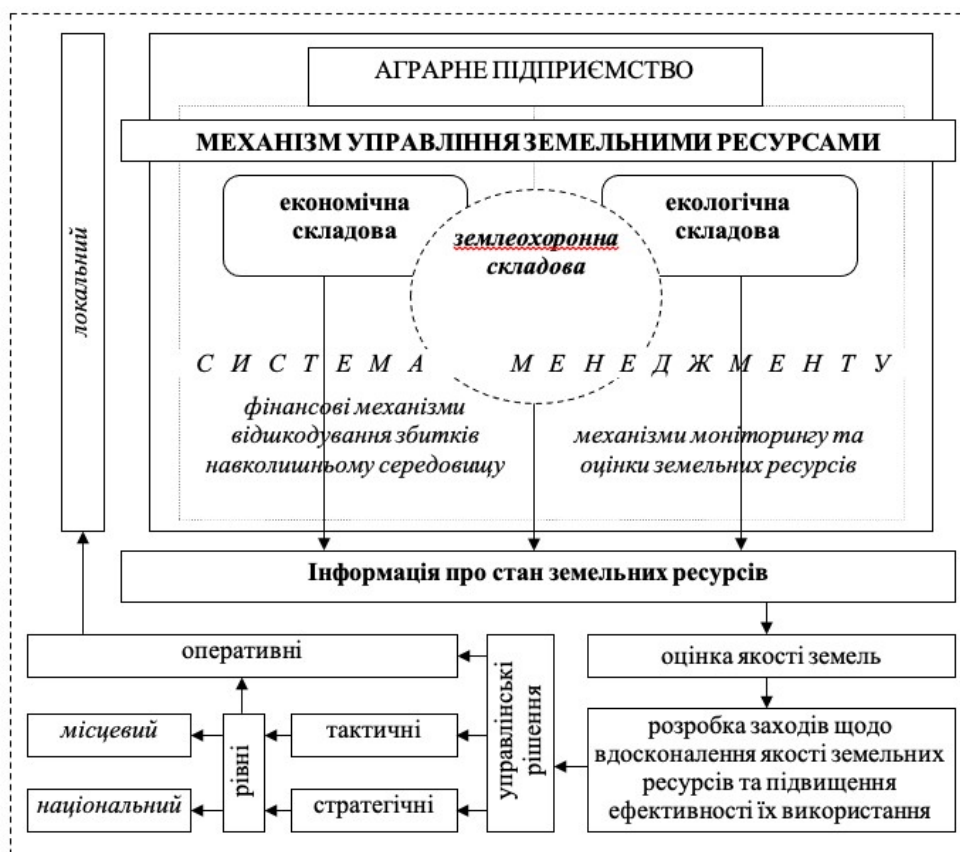 АГРАРНЕ ПІДПРИЄМСТВО
МЕХАНІЗМ УПРАВЛІННЯ ЗЕМЕЛЬНИМИ РЕСУРСАМИ
економічна
складова
землеохоронна
складова
екологічна
складова
локальний
СИСТЕМА МЕНЕДЖМЕНТУ
фінансові механізми
відшкодування збитків
навколишньому середовищу
механізми моніторингу та
оцінки земельних ресурсів
Інформація про стан земельних ресурсів
оперативні
місцевий
національний
рівні
тактичні
стратегічні
управлінські
рішення
оцінка якості земель
розробка заходів щодо
вдосконалення якості земельних
ресурсів та підвищення
ефективності їх використання